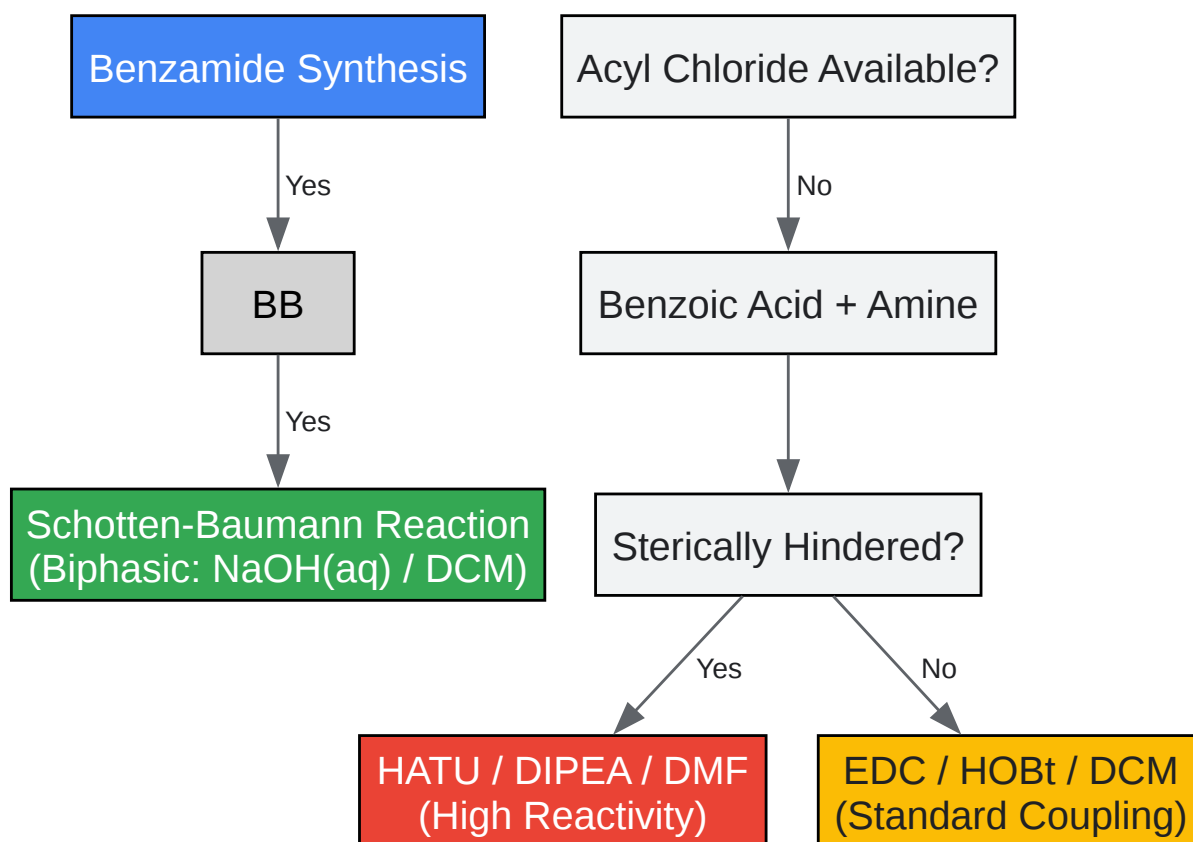 Benzamide Synthesis
Acyl Chloride Available?
Yes
No
BB
Benzoic Acid + Amine
Yes
Schotten-Baumann Reaction
(Biphasic: NaOH(aq) / DCM)
Sterically Hindered?
Yes
No
HATU / DIPEA / DMF
(High Reactivity)
EDC / HOBt / DCM
(Standard Coupling)